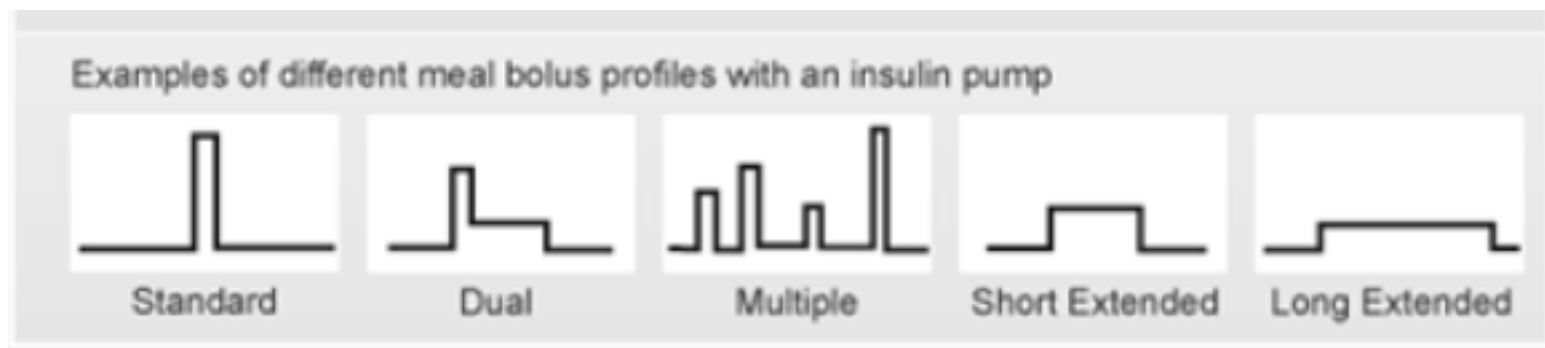 Examples of different meal bolus profiles with an insulin pump
Standard
Dual
Multiple
Short Extended
Long Extended